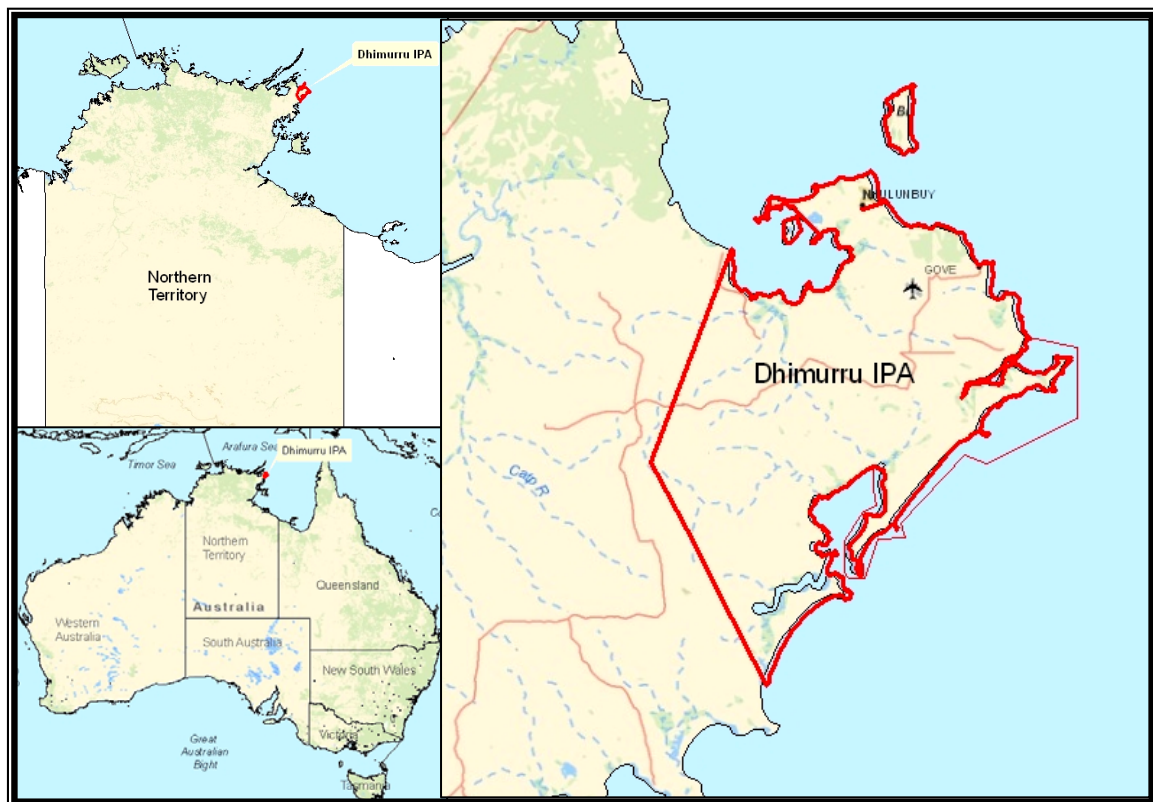 Dhimurru IPA
Northern
Territory
Arafura Sea
Timor Sea
Dhimurru IPA
Northern
Territory
Queensland
Australia
Western
Australia
South Australia
New South Wales
Victoria
Great
Australian
Bight
Tasmania
NHULUNBUY
GOVE
Dhimurru IPA